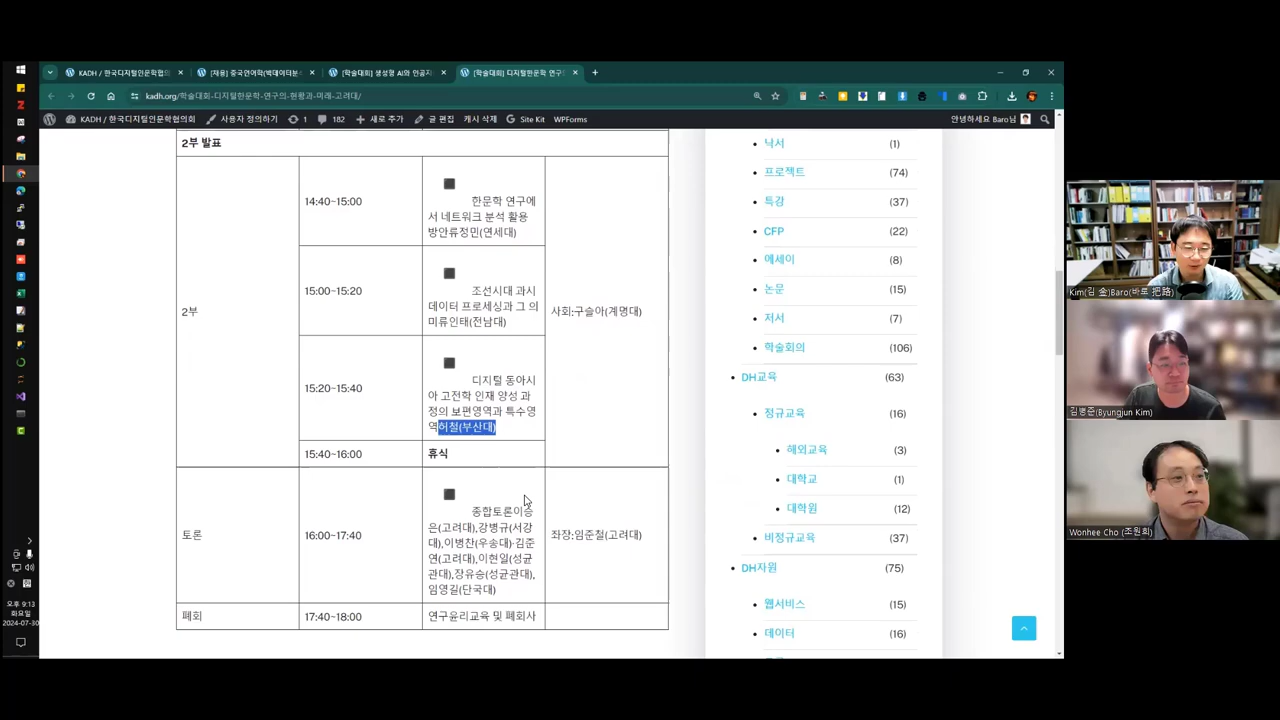 KADH / 한국디지털인문학협회
[채용] 중국언어학(빅데이터분석
[학술대회] 생성형 AI와 인공지
[학술대회] 디지털한문학 연구의
kadh.org/학술대회-디지털한문학-연구의-현황과-미래-고려대/
KADH / 한국디지털인문학협의회
사용자 정의하기
1
182
새로 추가
글 편집
캐시 삭제
Site Kit
WPForms
안녕하세요 Baro님
2부 발표
2부
14:40~15:00
한문학 연구에
서 네트워크 분석 활용
방안류정민(연세대)
15:00~15:20
조선시대 과시
데이터 프로세싱과 그 의
미류인태(전남대)
사회:구슬아(계명대)
15:20~15:40
디지털 동아시
아 고전학 인재 양성 과
정의 보편영역과 특수영
역허철(부산대)
15:40~16:00
휴식
토론
16:00~17:40
종합토론이승
은(고려대),강병규(서강
대),이병찬(우송대)·김준
연(고려대),이현일(성균
관대),장유승(성균관대),
임영길(단국대)
좌장:임준철(고려대)
폐회
17:40~18:00
연구윤리교육 및 폐회사
낙서 (1)
프로젝트 (74)
특강 (37)
CFP (22)
에세이 (8)
논문 (15)
저서 (7)
학술회의 (106)
DH교육 (63)
정규교육 (16)
해외교육 (3)
대학교 (1)
대학원 (12)
비정규교육 (37)
DH자원 (75)
웹서비스 (15)
데이터 (16)
Kim(김 金)Baro(바로 把路)
김병준(Byungjun Kim)
Wonhee Cho (조원희)
오후 9:13
화요일
2024-07-30